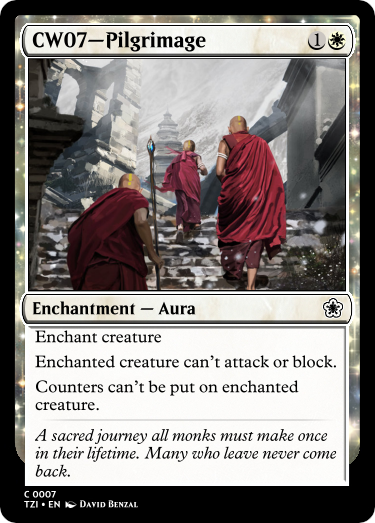 CW07—Pilgrimage 1
Enchantment — Aura
Enchant creature
Enchanted creature can't attack or block.
Counters can't be put on enchanted
creature.
A sacred journey all monks must make once
in their lifetime. Many who leave never come
back.
C 0007
TZI • EN David Benzal